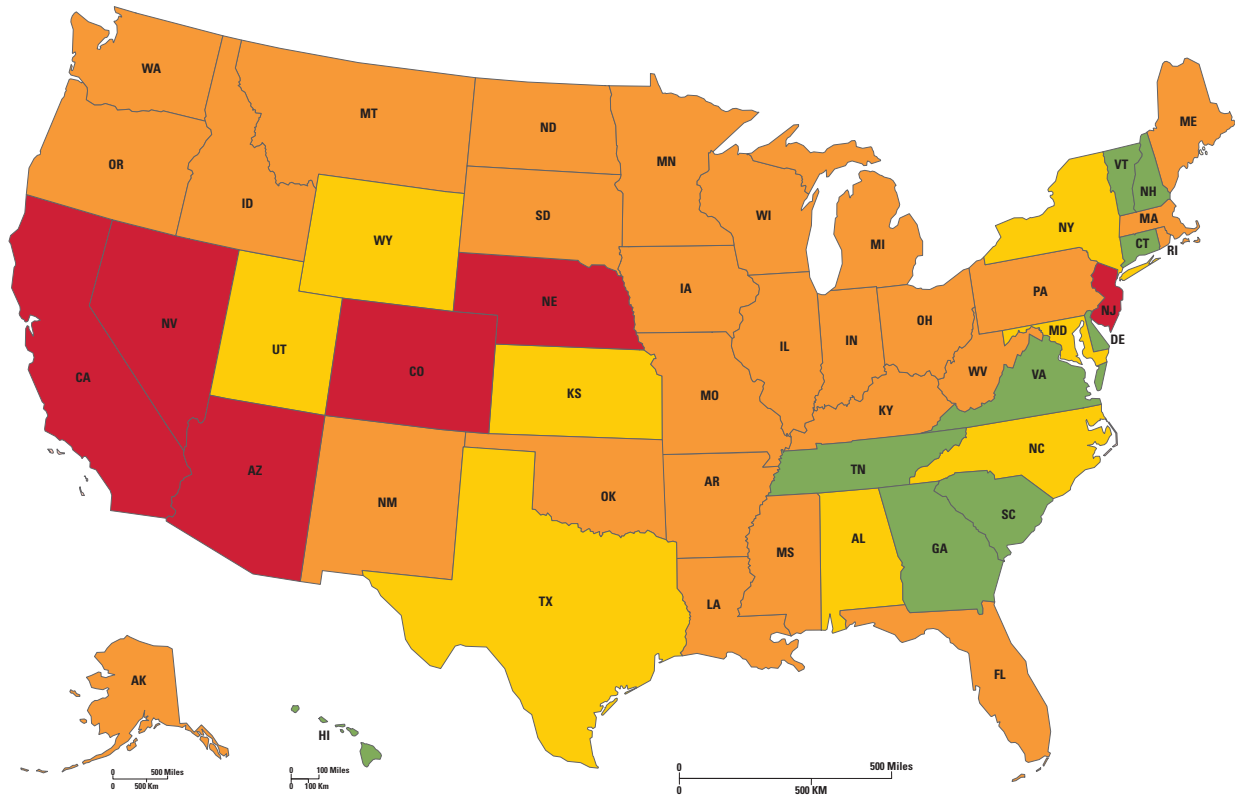 WA
MT
ND
MN
ME
VT
NH
OR
ID
SD
WI
MI
NY
MA
CT
RI
WY
IA
PA
NE
NJ
NV
UT
CO
IL
IN
OH
MD
DE
CA
KS
MO
WV
VA
KY
AZ
NM
OK
AR
TN
NC
SC
MS
AL
GA
TX
LA
FL
AK
HI
0 500 Miles
0 500 Km
0 100 Miles
0 100 Km
0 500 Miles
0 500 KM